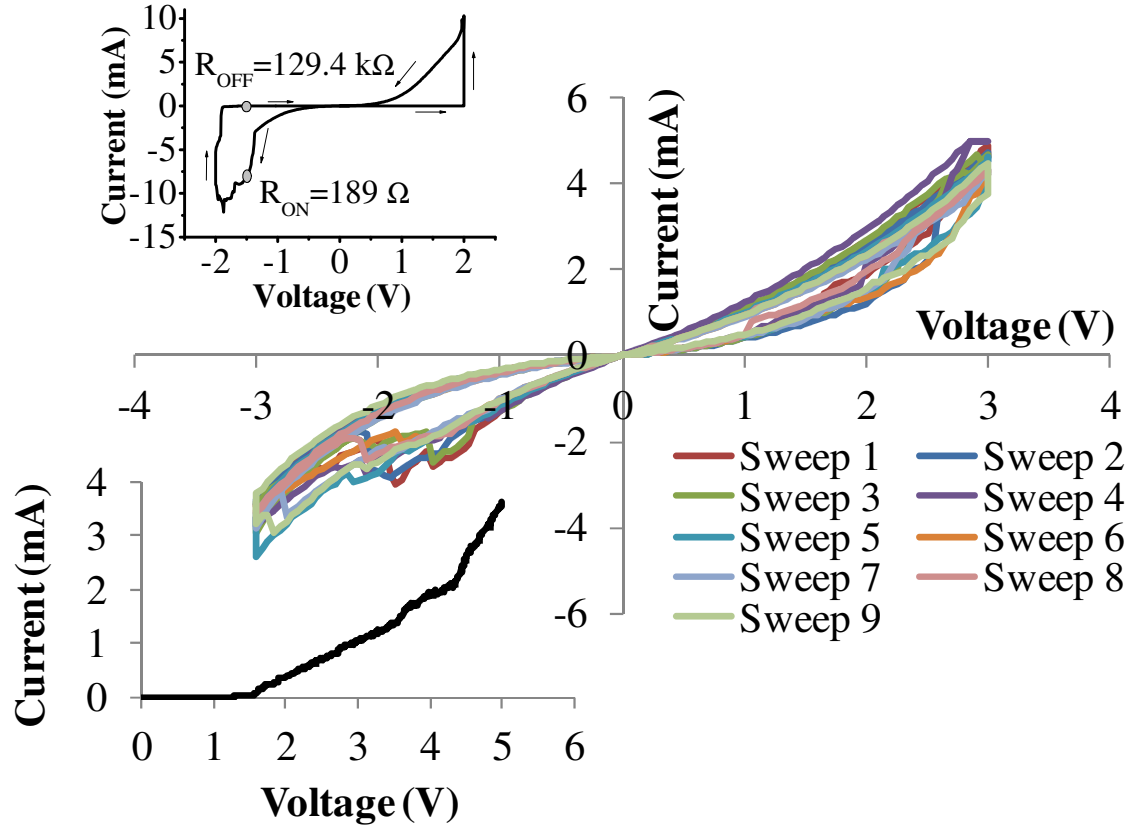 10
5
0
-5
-10
-15
Current (mA)
R_OFF=129.4 kΩ
R_ON=189 Ω
-2 -1 0 1 2
Voltage (V)
6
4
2
0
-2
-4
-6
Current (mA)
Voltage (V)
-4 -3 -2 -1 0 1 2 3 4
Sweep 1 Sweep 2
Sweep 3 Sweep 4
Sweep 5 Sweep 6
Sweep 7 Sweep 8
Sweep 9
4
3
2
1
0
Current (mA)
0 1 2 3 4 5 6
Voltage (V)